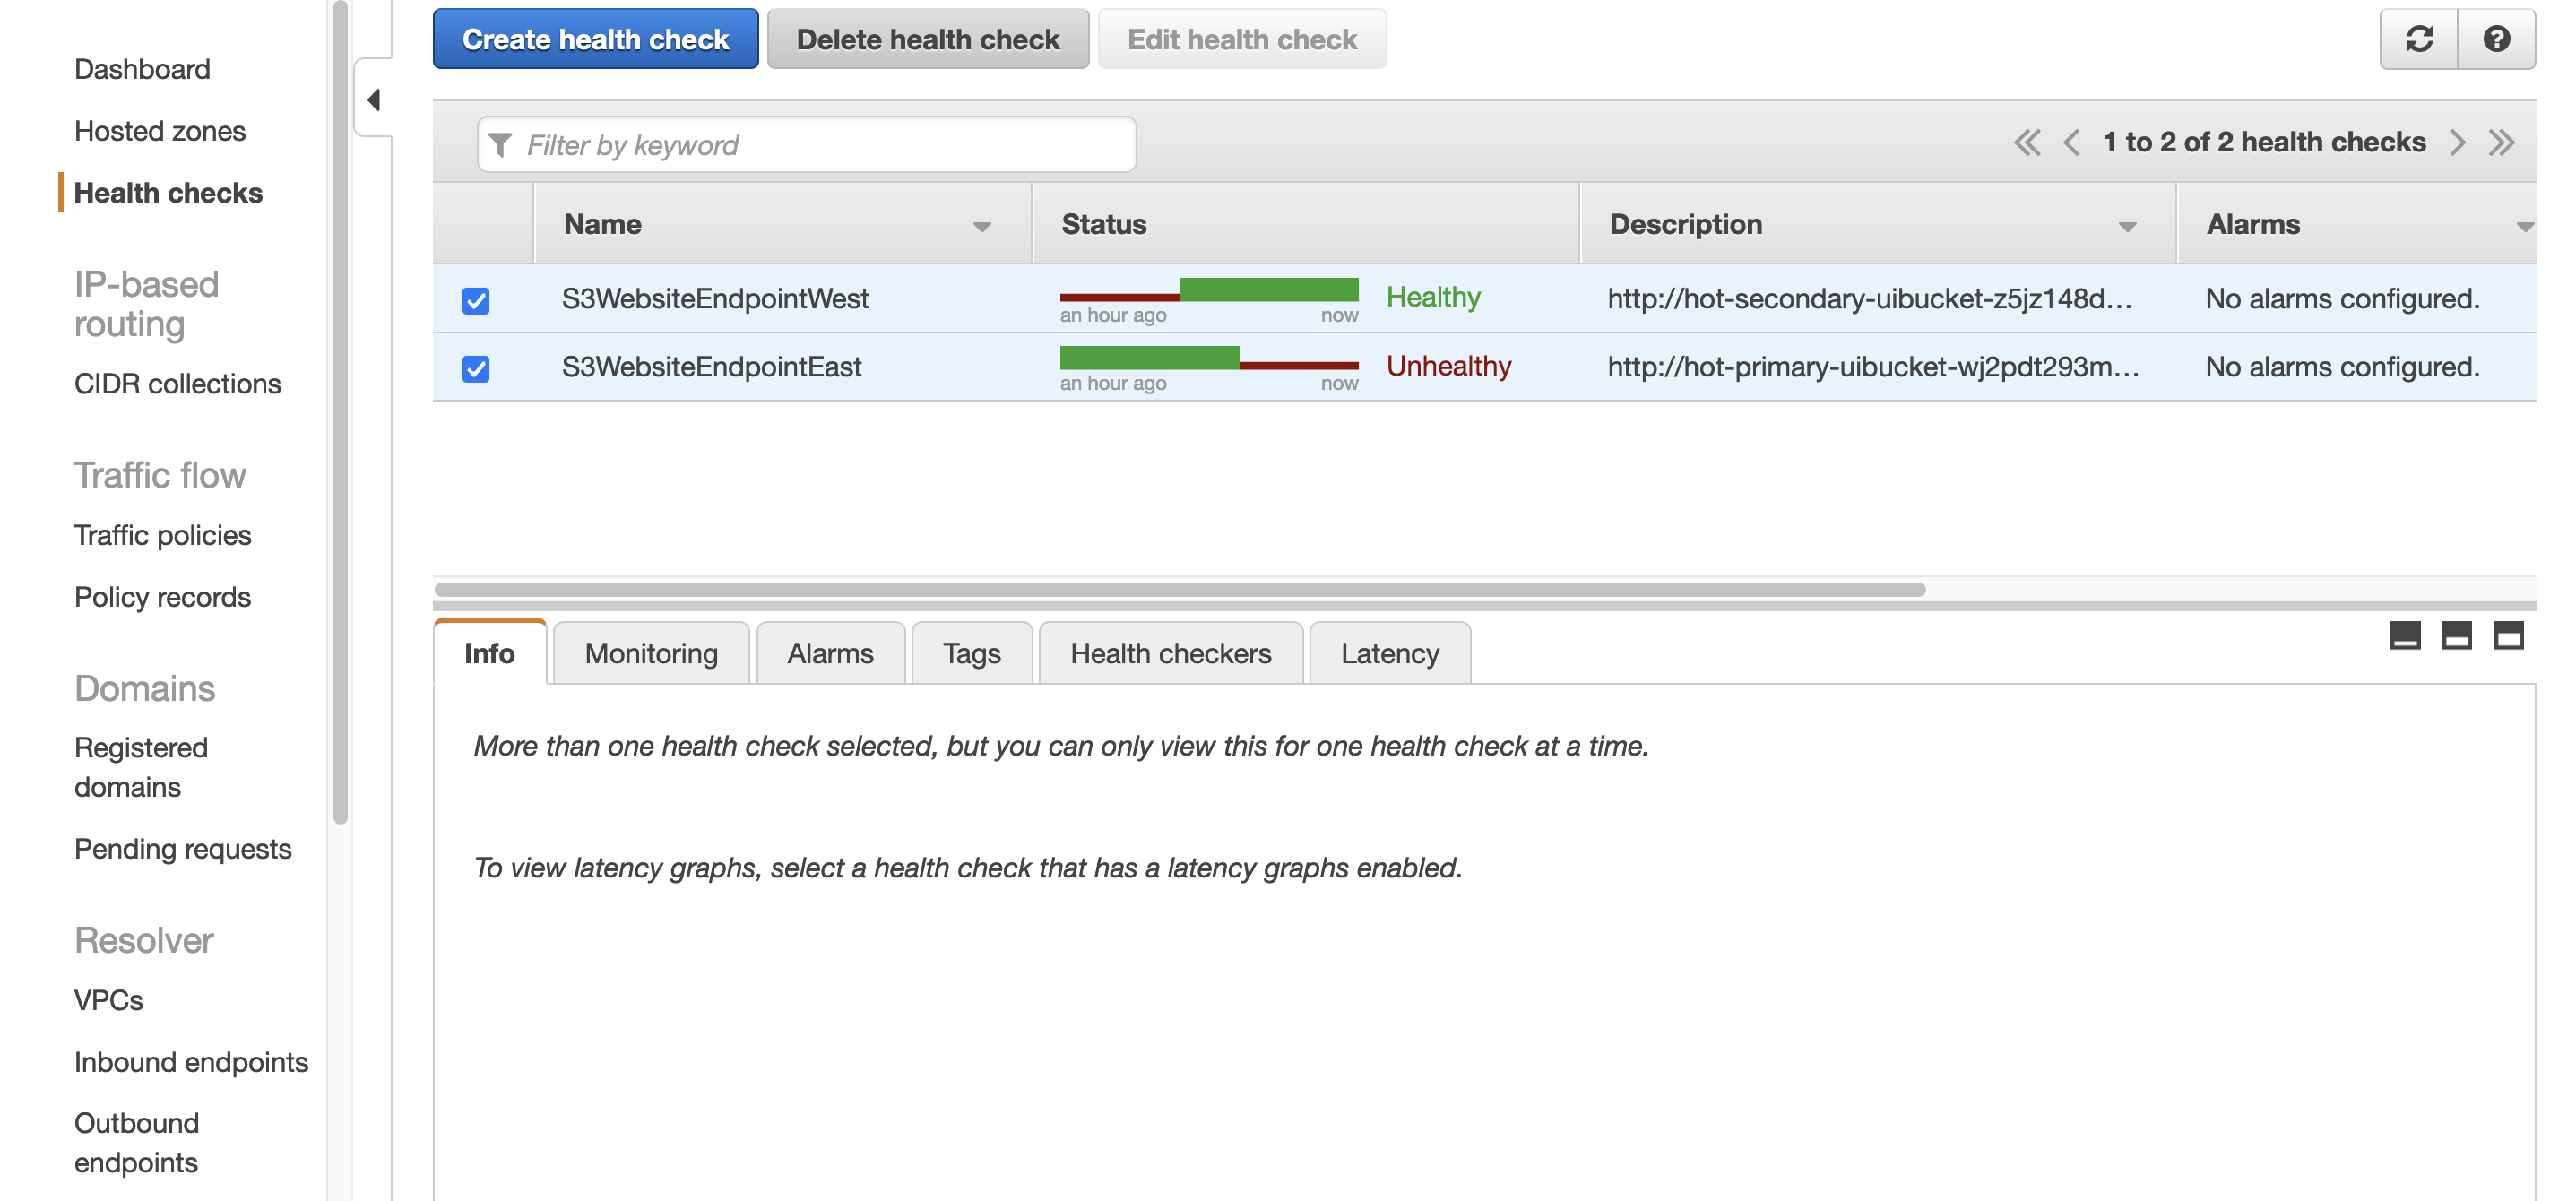 Dashboard
Hosted zones
Health checks
IP-based
routing
CIDR collections
Traffic flow
Traffic policies
Policy records
Domains
Registered
domains
Pending requests
Resolver
VPCs
Inbound endpoints
Outbound
endpoints
Create health check
Delete health check
Edit health check
Filter by keyword
1 to 2 of 2 health checks
Name
Status
Description
Alarms
S3WebsiteEndpointWest
an hour ago
now
Healthy
http://hot-secondary-uibucket-z5jz148d...
No alarms configured.
S3WebsiteEndpointEast
an hour ago
now
Unhealthy
http://hot-primary-uibucket-wj2pdt293m...
No alarms configured.
Info
Monitoring
Alarms
Tags
Health checkers
Latency
More than one health check selected, but you can only view this for one health check at a time.
To view latency graphs, select a health check that has a latency graphs enabled.